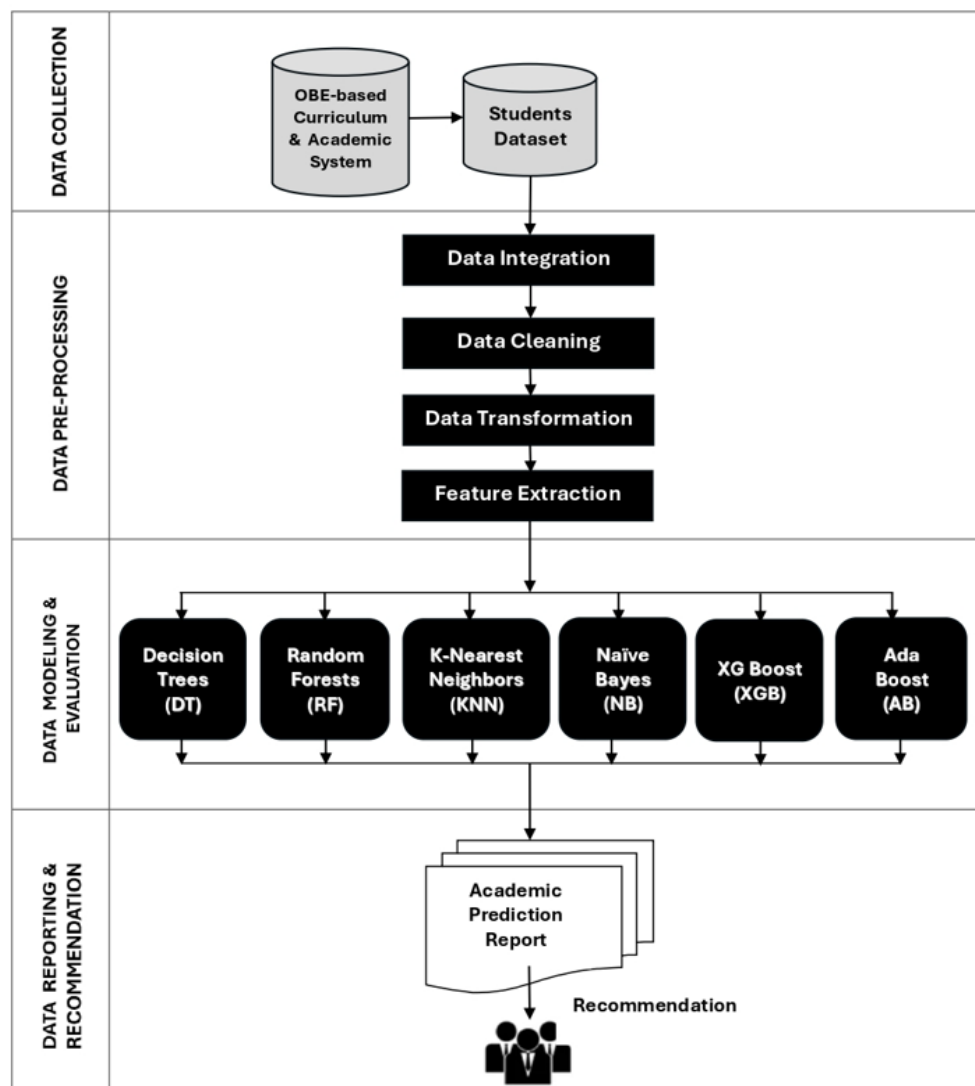 DATA COLLECTION
OBE-based
Curriculum
& Academic
System
Students
Dataset
DATA PRE-PROCESSING
Data Integration
Data Cleaning
Data Transformation
Feature Extraction
DATA MODELING &
EVALUATION
Decision
Trees
(DT)
Random
Forests
(RF)
K-Nearest
Neighbors
(KNN)
Naïve
Bayes
(NB)
XG Boost
(XGB)
Ada
Boost
(AB)
DATA REPORTING &
RECOMMENDATION
Academic
Prediction
Report
Recommendation